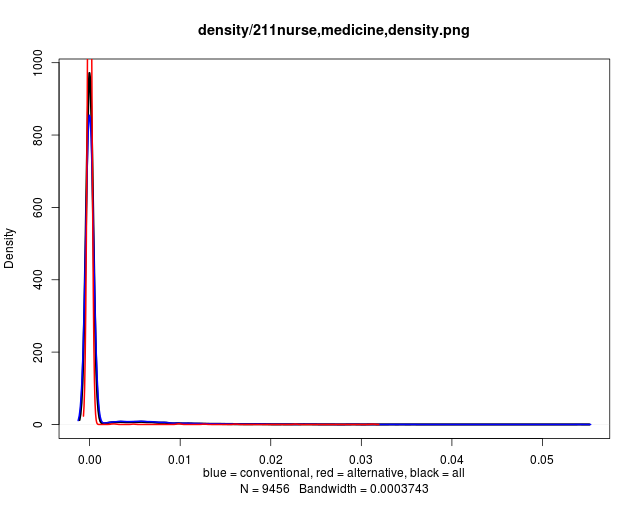 density/211nurse,medicine,density.png
1000
800
600
400
200
0
Density
0.00 0.01 0.02 0.03 0.04 0.05
blue = conventional, red = alternative, black = all
N = 9456 Bandwidth = 0.0003743